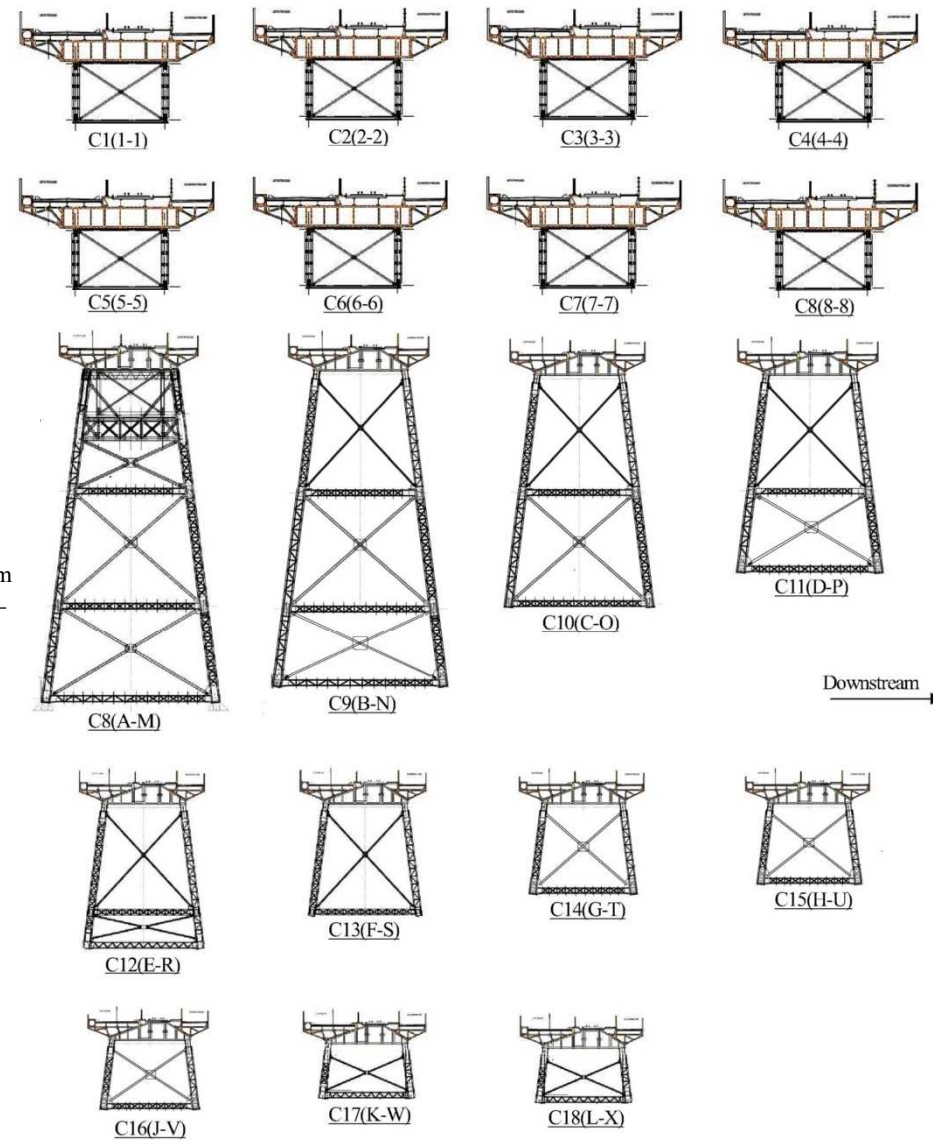 C1(1-1)
C2(2-2)
C3(3-3)
C4(4-4)
C5(5-5)
C6(6-6)
C7(7-7)
C8(8-8)
m
C8(A-M)
C9(B-N)
C10(C-O)
C11(D-P)
Downstream
C12(E-R)
C13(F-S)
C14(G-T)
C15(H-U)
C16(J-V)
C17(K-W)
C18(L-X)